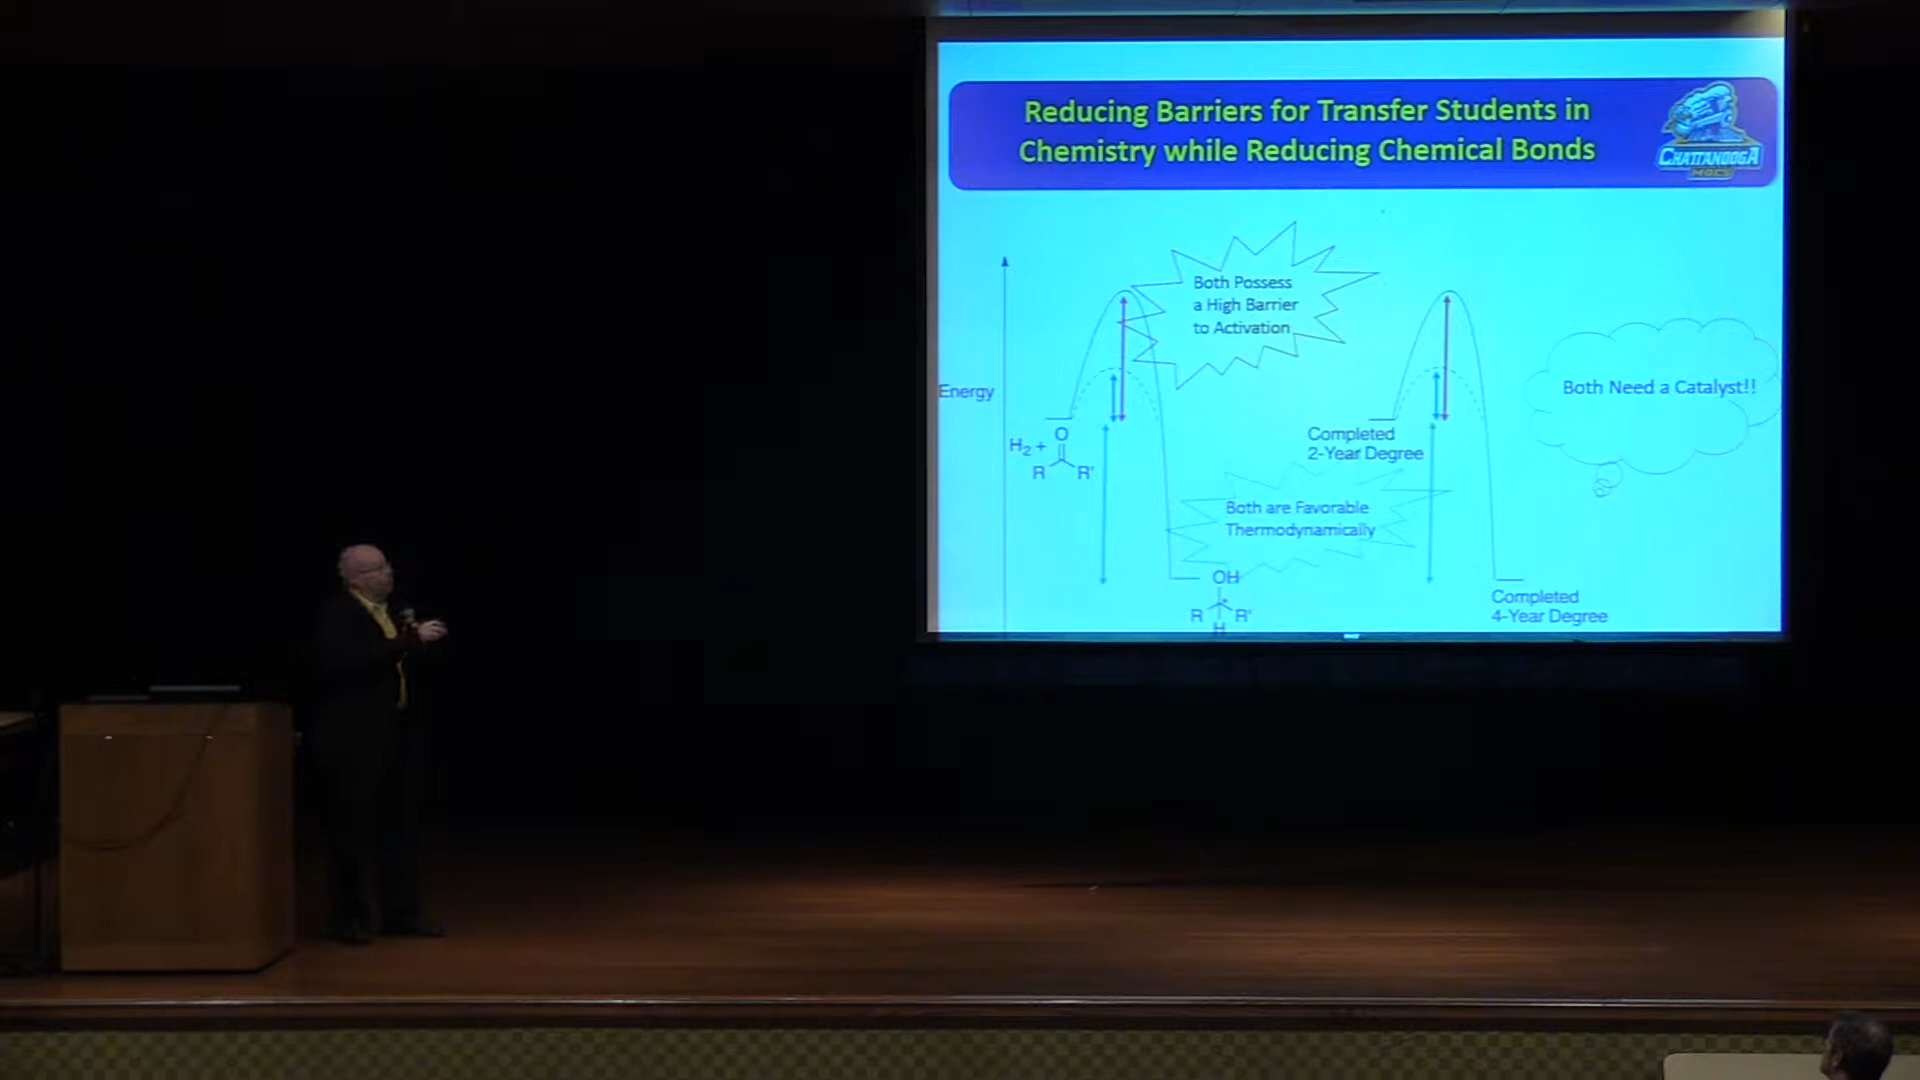 Reducing Barriers for Transfer Students in
Chemistry while Reducing Chemical Bonds
CHATTANOOGA
MOCS
Both Possess
a High Barrier
to Activation
Energy
Both Need a Catalyst!!
H2 +
O
R
R'
Completed
2-Year Degree
Both are Favorable
Thermodynamically
OH
R
*
R'
H
Completed
4-Year Degree